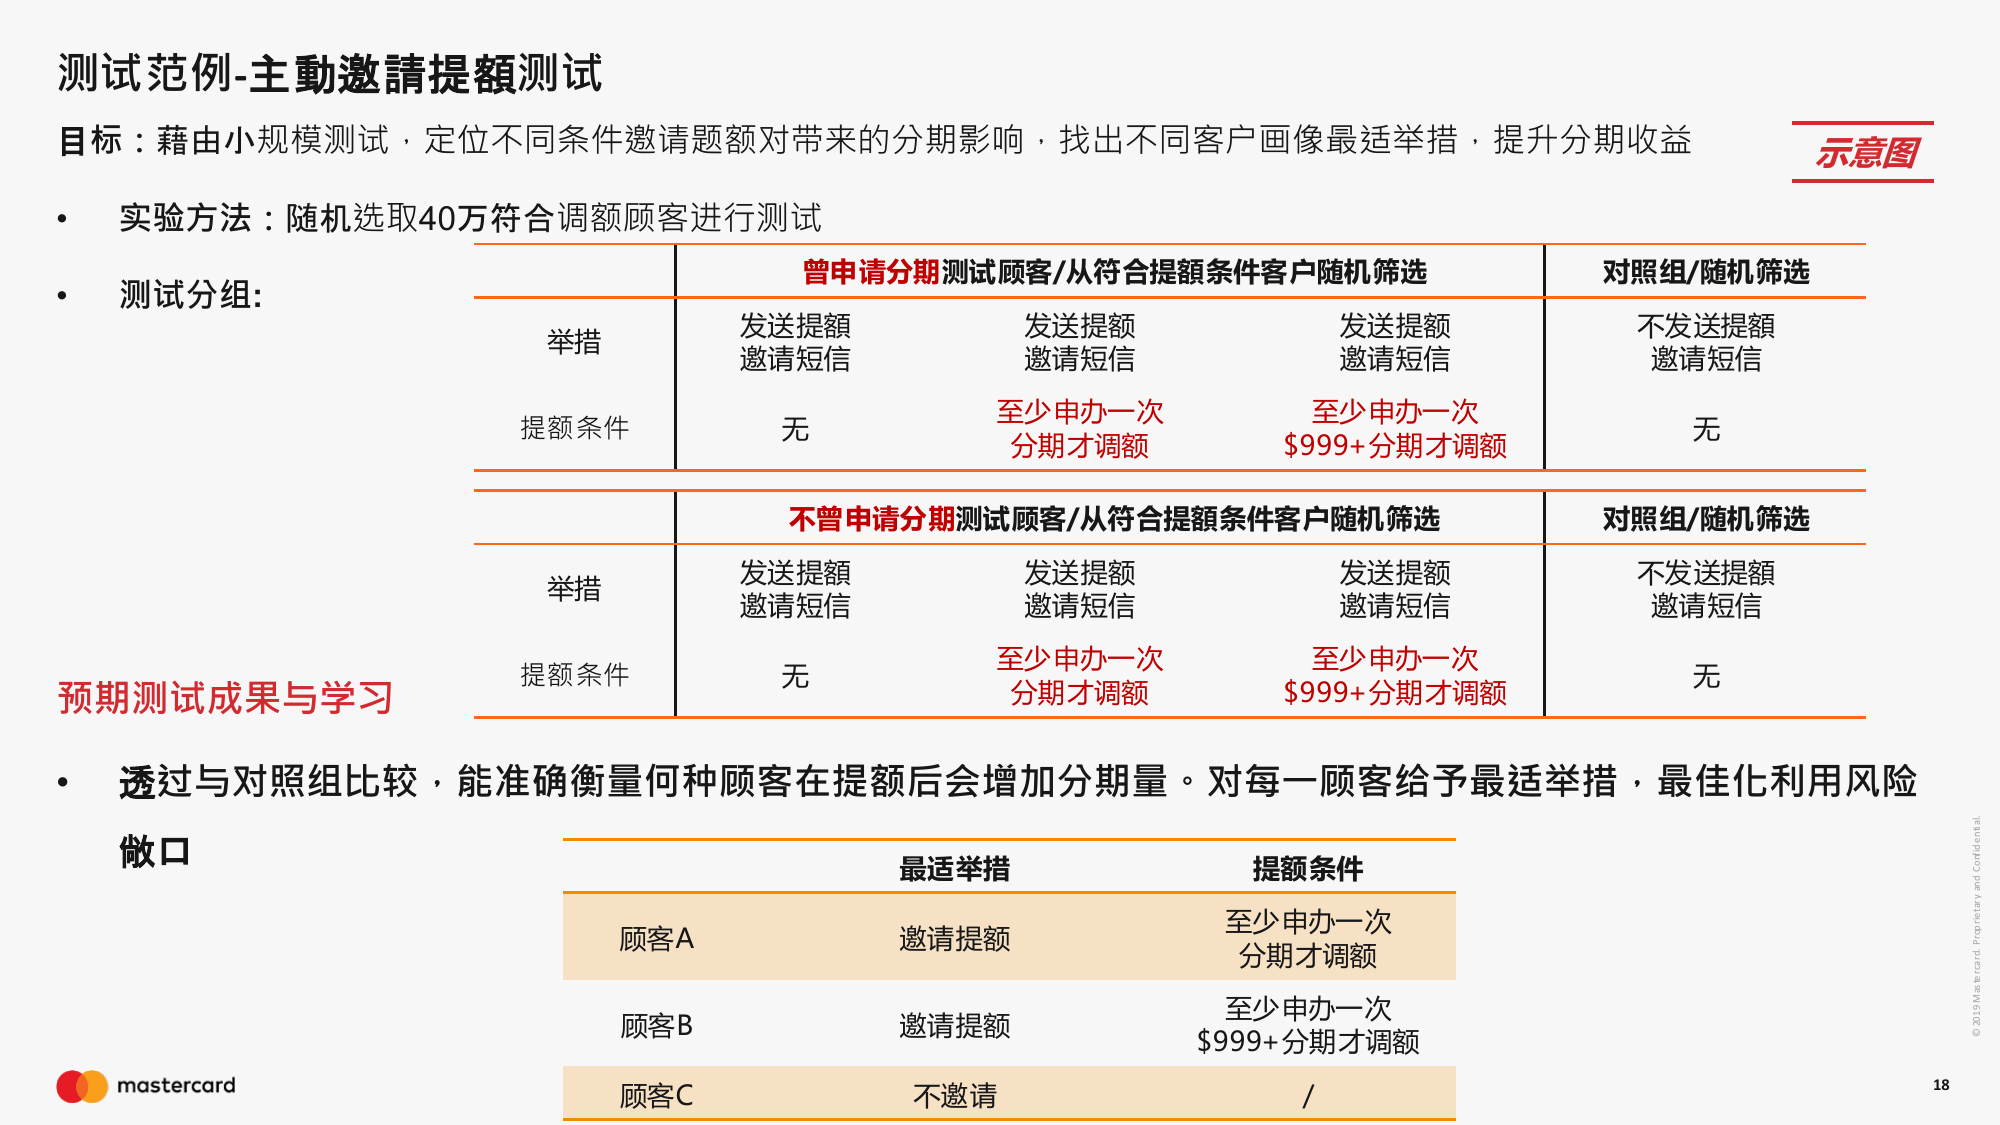 测试范例-主動邀請提額测试
目标：藉由小规模测试，定位不同条件邀请题额对带来的分期影响，找出不同客户画像最适举措，提升分期收益
示意图
• 实验方法：随机选取40万符合调额顾客进行测试
• 测试分组:
曾申请分期测试顾客/从符合提額条件客户随机筛选 对照组/随机筛选
举措 发送提額 发送提额 发送提额 不发送提額
邀请短信 邀请短信 邀请短信 邀请短信
提额条件 无 至少申办一次 至少申办一次 无
分期才调额 $999+分期才调额
不曾申请分期测试顾客/从符合提額条件客户随机筛选 对照组/随机筛选
举措 发送提額 发送提额 发送提额 不发送提額
邀请短信 邀请短信 邀请短信 邀请短信
提额条件 无 至少申办一次 至少申办一次 无
分期才调额 $999+分期才调额
预期测试成果与学习
• 透过与对照组比较，能准确衡量何种顾客在提额后会增加分期量。对每一顾客给予最适举措，最佳化利用风险
敞口
最适举措 提额条件
顾客A 邀请提额 至少申办一次
分期才调额
顾客B 邀请提额 至少申办一次
$999+分期才调额
顾客C 不邀请 /
mastercard
©2019 Mastercard. Proprietary and Confidential.
18